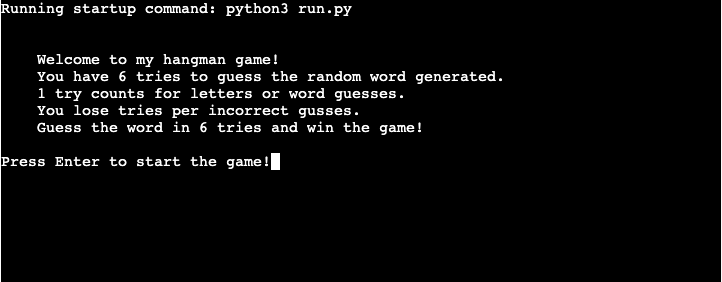 Running startup command: python3 run.py
Welcome to my hangman game!
You have 6 tries to guess the random word generated.
1 try counts for letters or word guesses.
You lose tries per incorrect gusses.
Guess the word in 6 tries and win the game!
Press Enter to start the game!